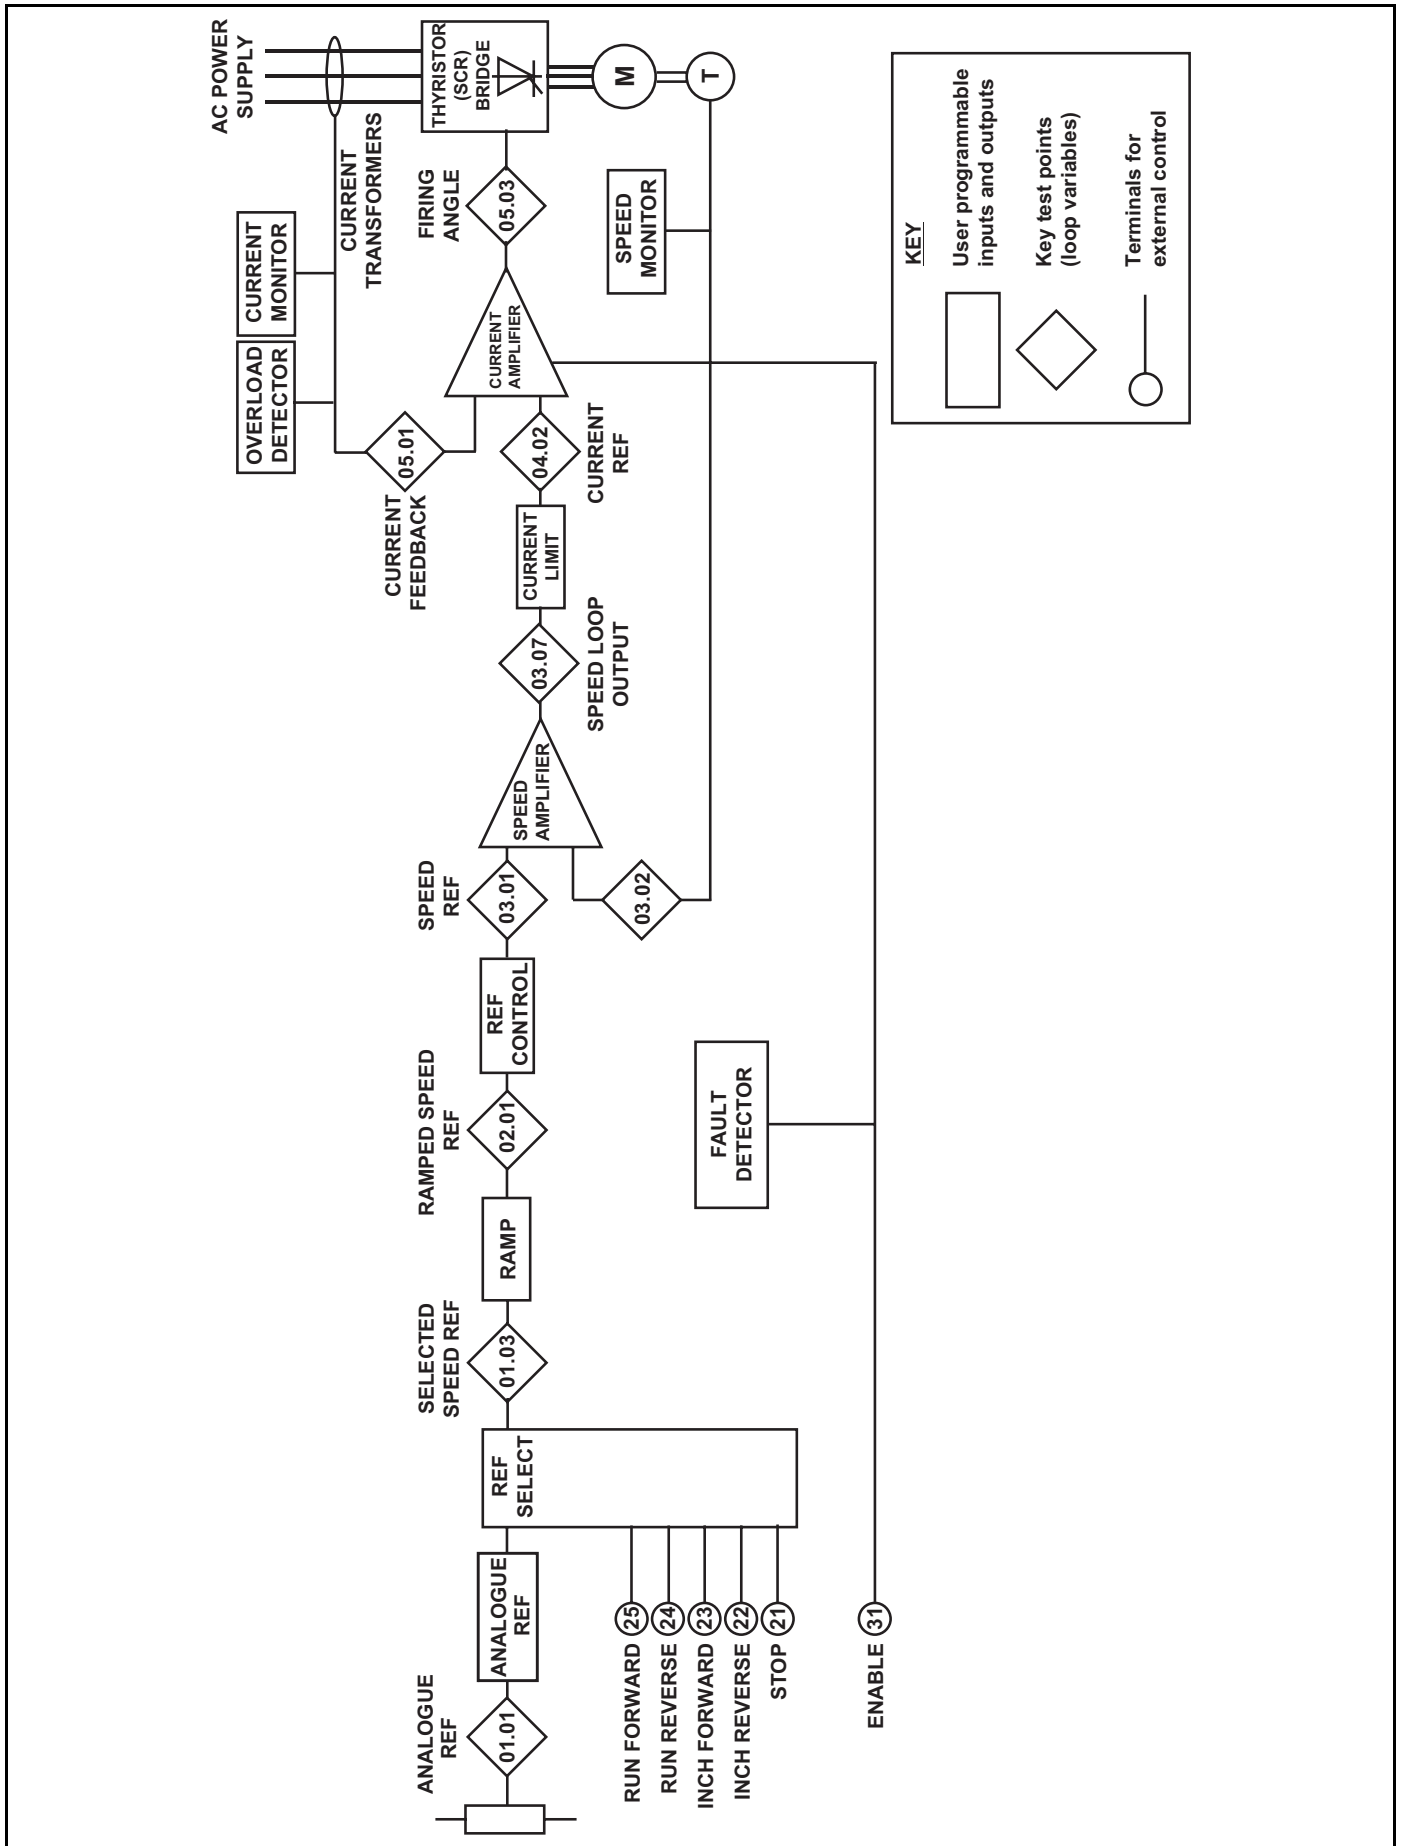 AC POWER
SUPPLY
CURRENT
TRANSFORMERS
THYRISTOR
(SCR)
BRIDGE
M
T
CURRENT
MONITOR
OVERLOAD
DETECTOR
FIRING
ANGLE
05.03
SPEED
MONITOR
CURRENT
AMPLIFIER
05.01
CURRENT
FEEDBACK
04.02
CURRENT
REF
CURRENT
LIMIT
03.07
SPEED LOOP
OUTPUT
SPEED
AMPLIFIER
SPEED
REF
03.01
03.02
REF
CONTROL
RAMPED SPEED
REF
02.01
RAMP
SELECTED
SPEED REF
01.03
REF
SELECT
ANALOGUE
REF
ANALOGUE
REF
01.01
FAULT
DETECTOR
RUN FORWARD 25
RUN REVERSE 24
INCH FORWARD 23
INCH REVERSE 22
STOP 21
ENABLE 31
KEY
User programmable
inputs and outputs
Key test points
(loop variables)
Terminals for
external control